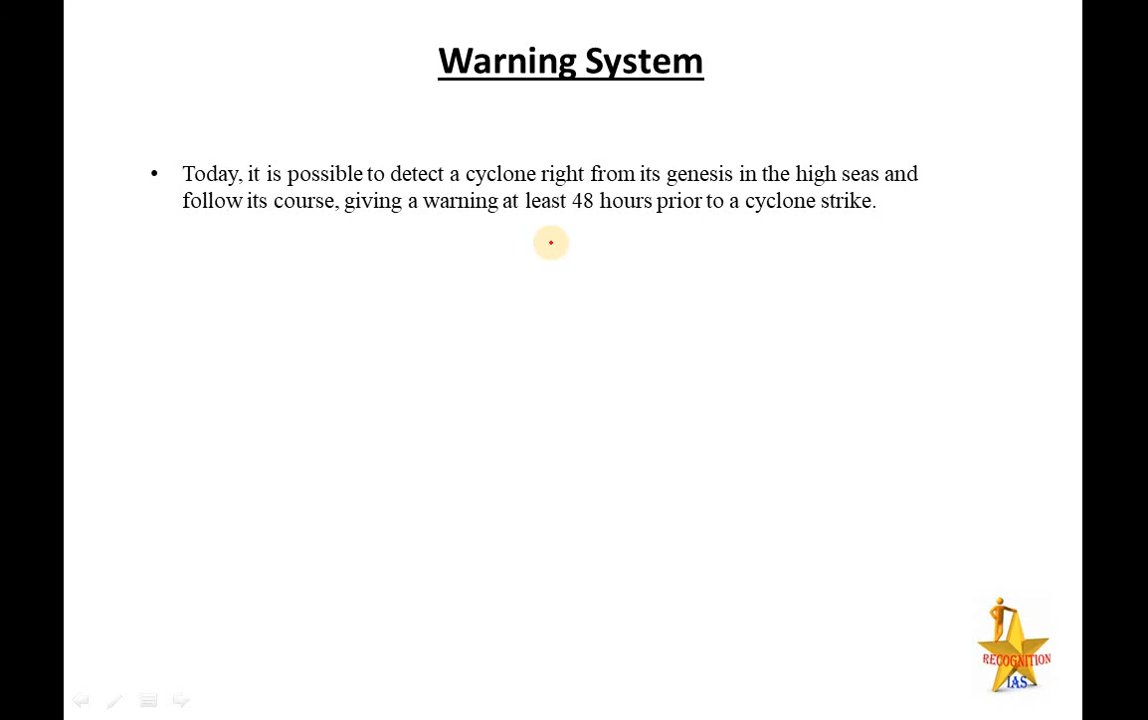 Warning System
• Today, it is possible to detect a cyclone right from its genesis in the high seas and
follow its course, giving a warning at least 48 hours prior to a cyclone strike.
RECOGNITION
IAS